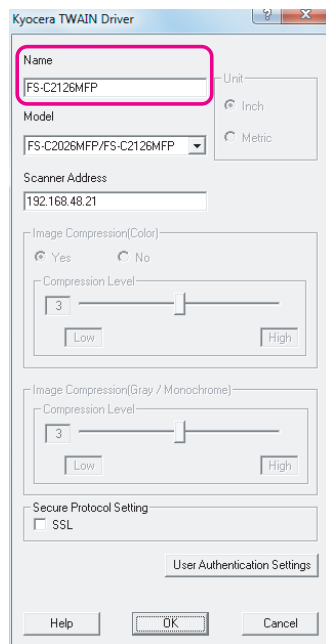 Kyocera TWAIN Driver
Name
FS-C2126MFP
Unit
Inch
Metric
Model
FS-C2026MFP/FS-C2126MFP
Scanner Address
192.168.48.21
Image Compression(Color)
Yes No
Compression Level
3
Low High
Image Compression(Gray / Monochrome)
Compression Level
3
Low High
Secure Protocol Setting
SSL
User Authentication Settings
Help OK Cancel